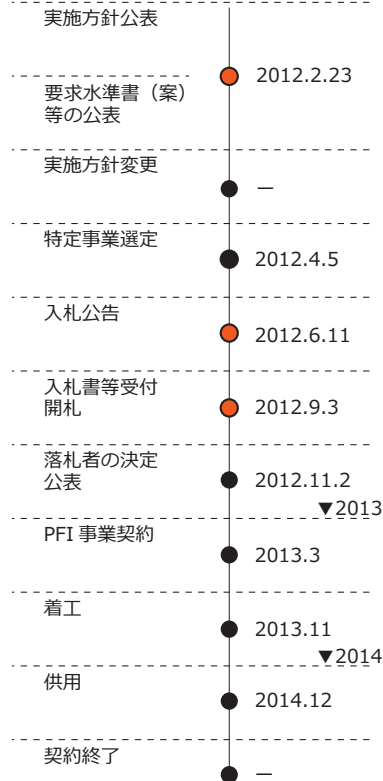 実施方針公表
2012.2.23
要求水準書（案）
等の公表
実施方針変更
－
特定事業選定
2012.4.5
入札公告
2012.6.11
入札書等受付
開札
2012.9.3
落札者の決定
公表
2012.11.2
▼2013
PFI 事業契約
2013.3
着工
2013.11
▼2014
供用
2014.12
契約終了
－